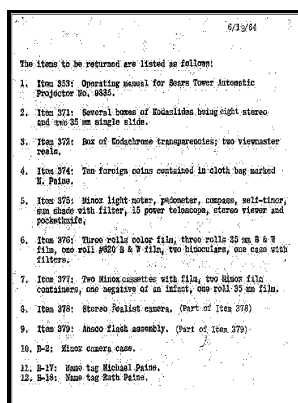 6/30/64
The items to be returned are listed as follows:
1. Item 353: Operating manual for Sears Tower Automatic
Projector No. 9885.
2. Item 371: Several boxes of Kodaslides being eight stereo
and two 35 mm single slide.
3. Item 372: Box of Kodachrome transparencies; two viewmaster
reels.
4. Item 374: Ten foreign coins contained in cloth bag marked
N. Paine.
5. Item 375: Minox light meter, pedometer, compass, self-timer,
sun shade with filter, 15 power telescope, stereo viewer and
pocketknife.
6. Item 376: Three rolls color film, three rolls 35 mm B & W
film, one roll #620 B & W film, two binoculars, one case with
filters.
7. Item 377: Two Minox cassettes with film, two Minox film
containers, one negative of an infant, one roll 35 mm film.
8. Item 378: Stereo Realist camera. (Part of Item 378)
9. Item 379: Ansco flash assembly. (Part of Item 379)
10. B-2: Minox camera case.
11. B-17: Name tag Michael Paine.
12. B-18: Name tag Ruth Paine.